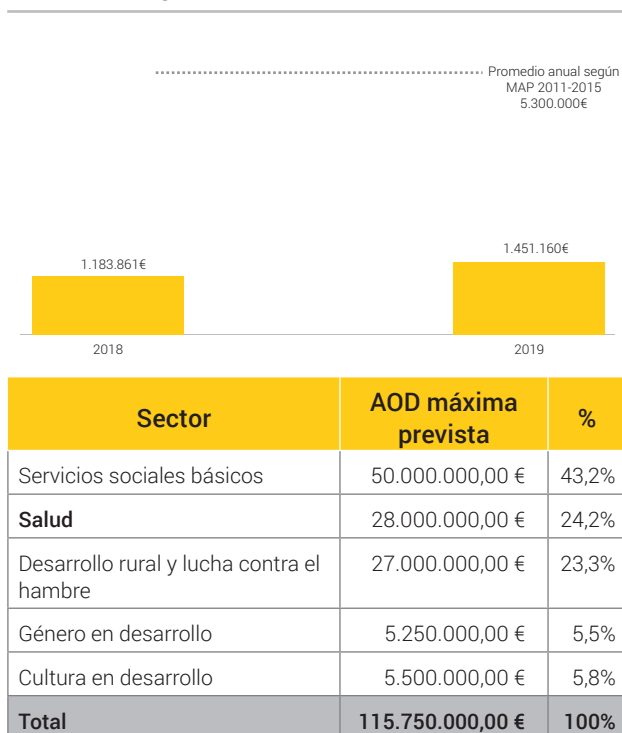 Promedio anual según
MAP 2011-2015
5.300.000€
1.183.861€
1.451.160€
2018
2019
Sector
AOD máxima
prevista
%
Servicios sociales básicos
50.000.000,00 €
43,2%
Salud
28.000.000,00 €
24,2%
Desarrollo rural y lucha contra el
hambre
27.000.000,00 €
23,3%
Género en desarrollo
5.250.000,00 €
5,5%
Cultura en desarrollo
5.500.000,00 €
5,8%
Total
115.750.000,00 €
100%